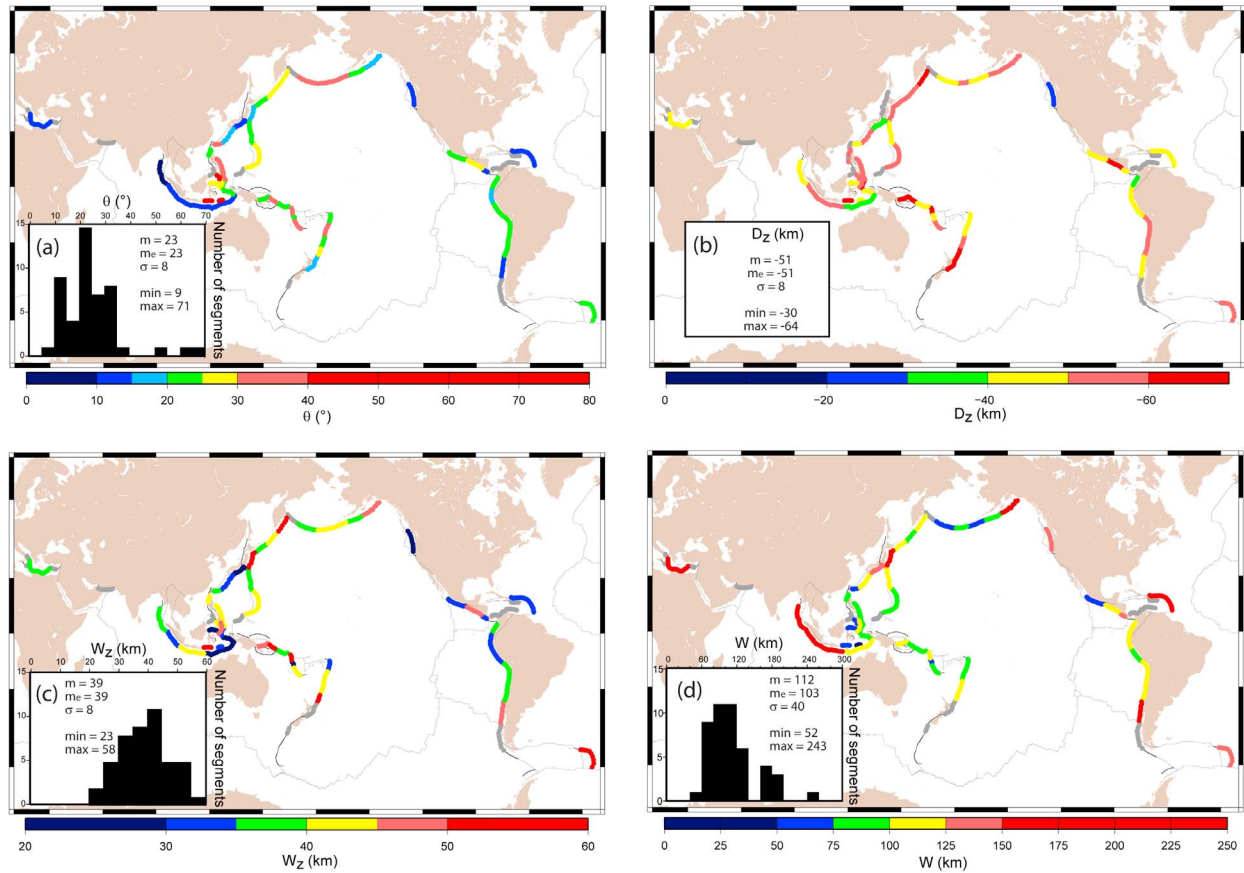 θ (°)
0 10 20 30 40 50 60 70
15
10
5
0
(a)
m = 23
me = 23
σ = 8
min = 9
max = 71
Number of segments
0 10 20 30 40 50 60 70 80
θ (°)
(b)
Dz (km)
m = -51
me = -51
σ = 8
min = -30
max = -64
0 −20 −40 −60
Dz (km)
Wz (km)
0 10 20 30 40 50 60
15
10
5
0
(c)
m = 39
me = 39
σ = 8
min = 23
max = 58
Number of segments
20 30 40 50 60
Wz (km)
W (km)
0 60 120 180 240 300
15
10
5
0
(d)
m = 112
me = 103
σ = 40
min = 52
max = 243
Number of segments
0 25 50 75 100 125 150 175 200 225 250
W (km)